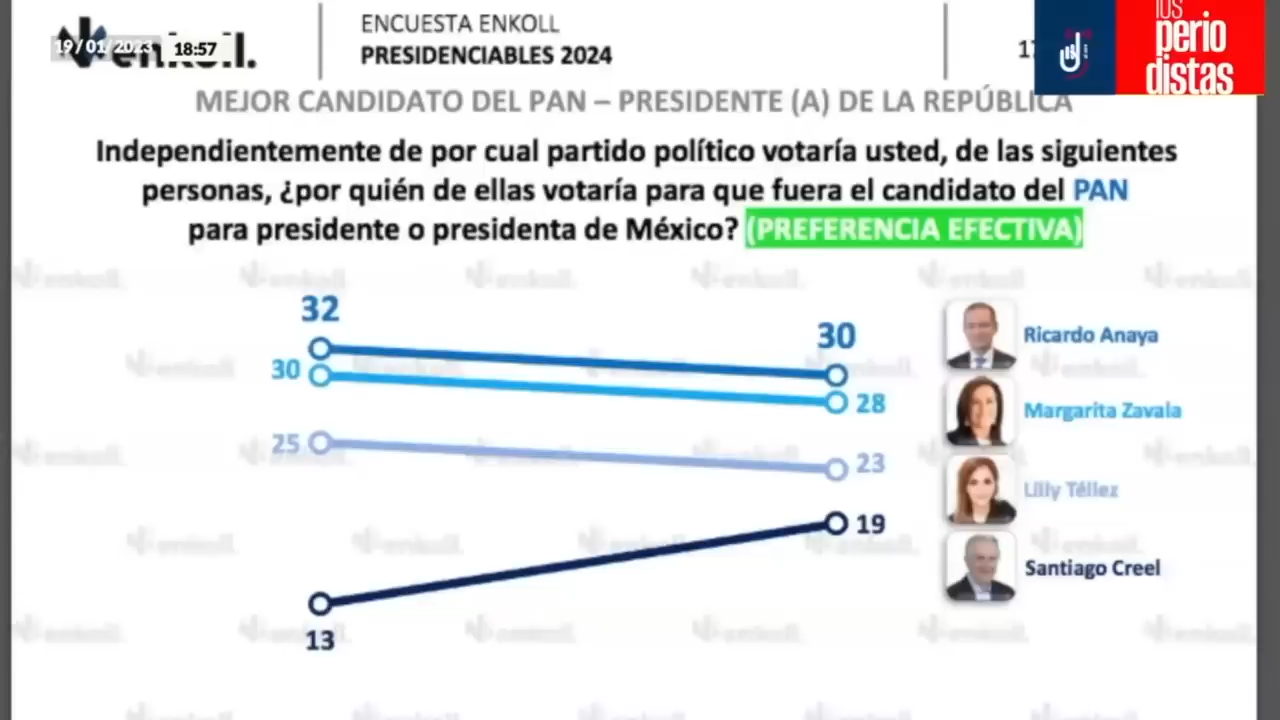 19/01/2023 18:57
enkoll.
ENCUESTA ENKOLL
PRESIDENCIABLES 2024
17
los
perio
distas
MEJOR CANDIDATO DEL PAN – PRESIDENTE (A) DE LA REPÚBLICA
Independientemente de por cual partido político votaría usted, de las siguientes
personas, ¿por quién de ellas votaría para que fuera el candidato del PAN
para presidente o presidenta de México? (PREFERENCIA EFECTIVA)
32
30
30
28
25
23
19
13
Ricardo Anaya
Margarita Zavala
Lilly Téllez
Santiago Creel